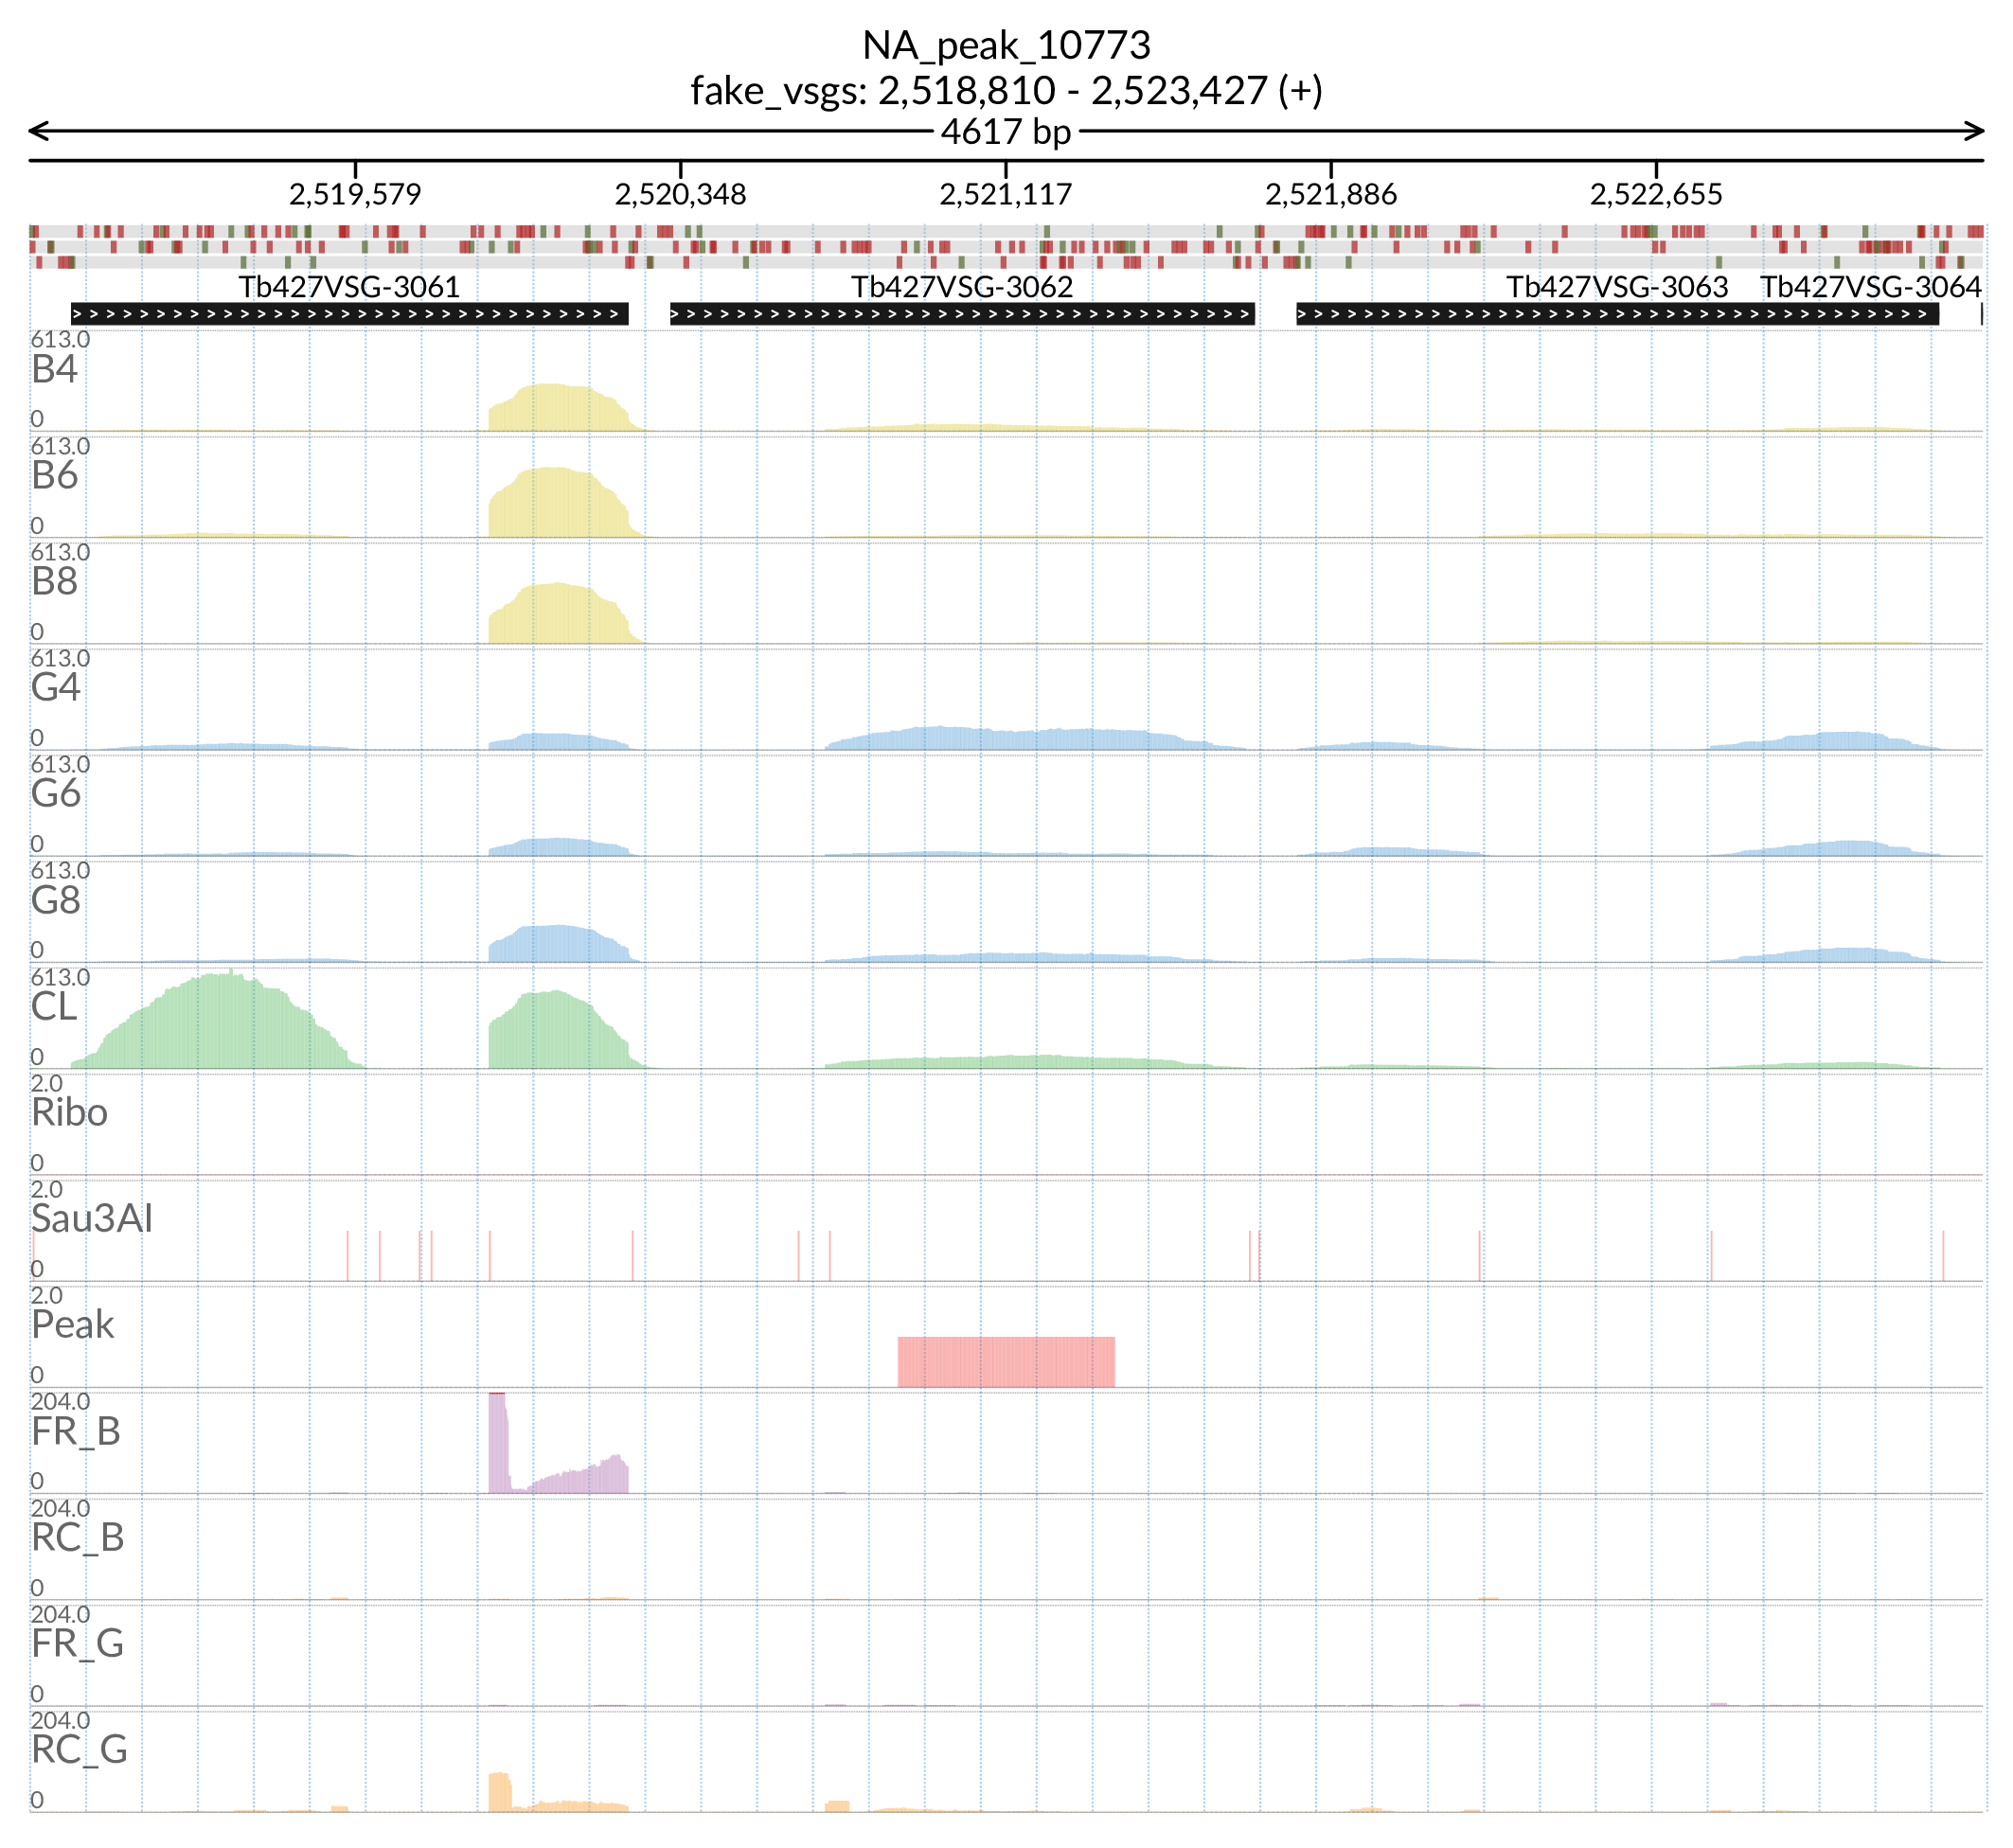 NA_peak_10773
fake_vsgs: 2,518,810 - 2,523,427 (+)
4617 bp
2,519,579 2,520,348 2,521,117 2,521,886 2,522,655
Tb427VSG-3061 Tb427VSG-3062 Tb427VSG-3063 Tb427VSG-3064
613.0
B4
0
613.0
B6
0
613.0
B8
0
613.0
G4
0
613.0
G6
0
613.0
G8
0
613.0
CL
0
2.0
Ribo
0
2.0
Sau3AI
0
2.0
Peak
0
204.0
FR_B
0
204.0
RC_B
0
204.0
FR_G
0
204.0
RC_G
0